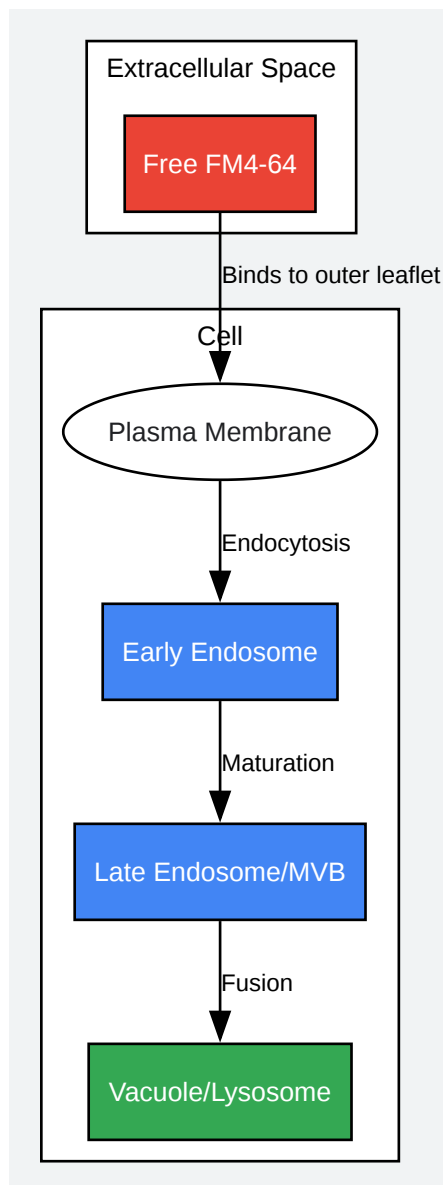 Extracellular Space
Free FM4-64
Binds to outer leaflet
Cell
Plasma Membrane
Endocytosis
Early Endosome
Maturation
Late Endosome/MVB
Fusion
Vacuole/Lysosome